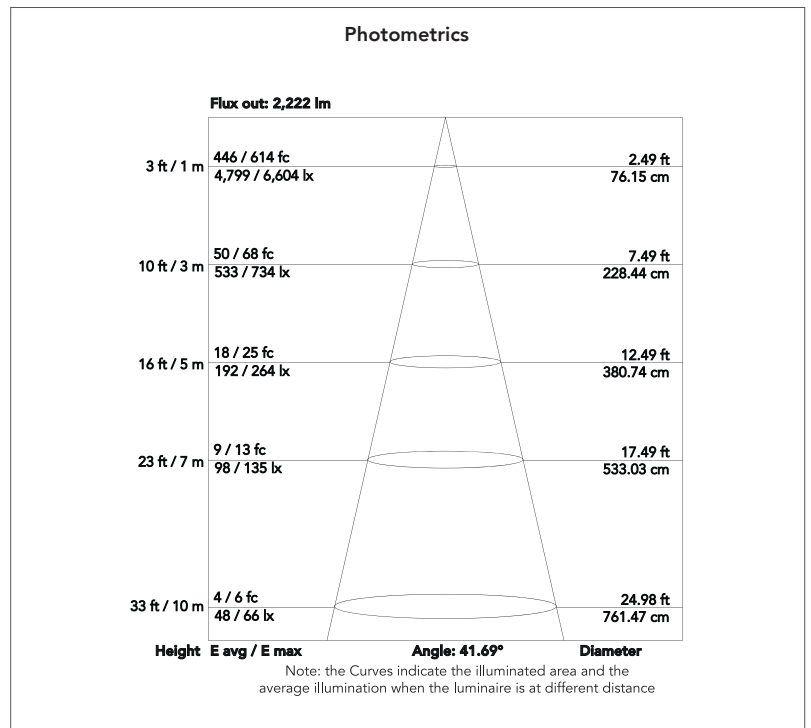 Photometrics
Flux out: 2,222 lm
3 ft / 1 m
446 / 614 fc
4,799 / 6,604 lx
2.49 ft
76.15 cm
10 ft / 3 m
50 / 68 fc
533 / 734 lx
7.49 ft
228.44 cm
16 ft / 5 m
18 / 25 fc
192 / 264 lx
12.49 ft
380.74 cm
23 ft / 7 m
9 / 13 fc
98 / 135 lx
17.49 ft
533.03 cm
33 ft / 10 m
4 / 6 fc
48 / 66 lx
24.98 ft
761.47 cm
Height E avg / E max Angle: 41.69° Diameter
Note: the Curves indicate the illuminated area and the
average illumination when the luminaire is at different distance